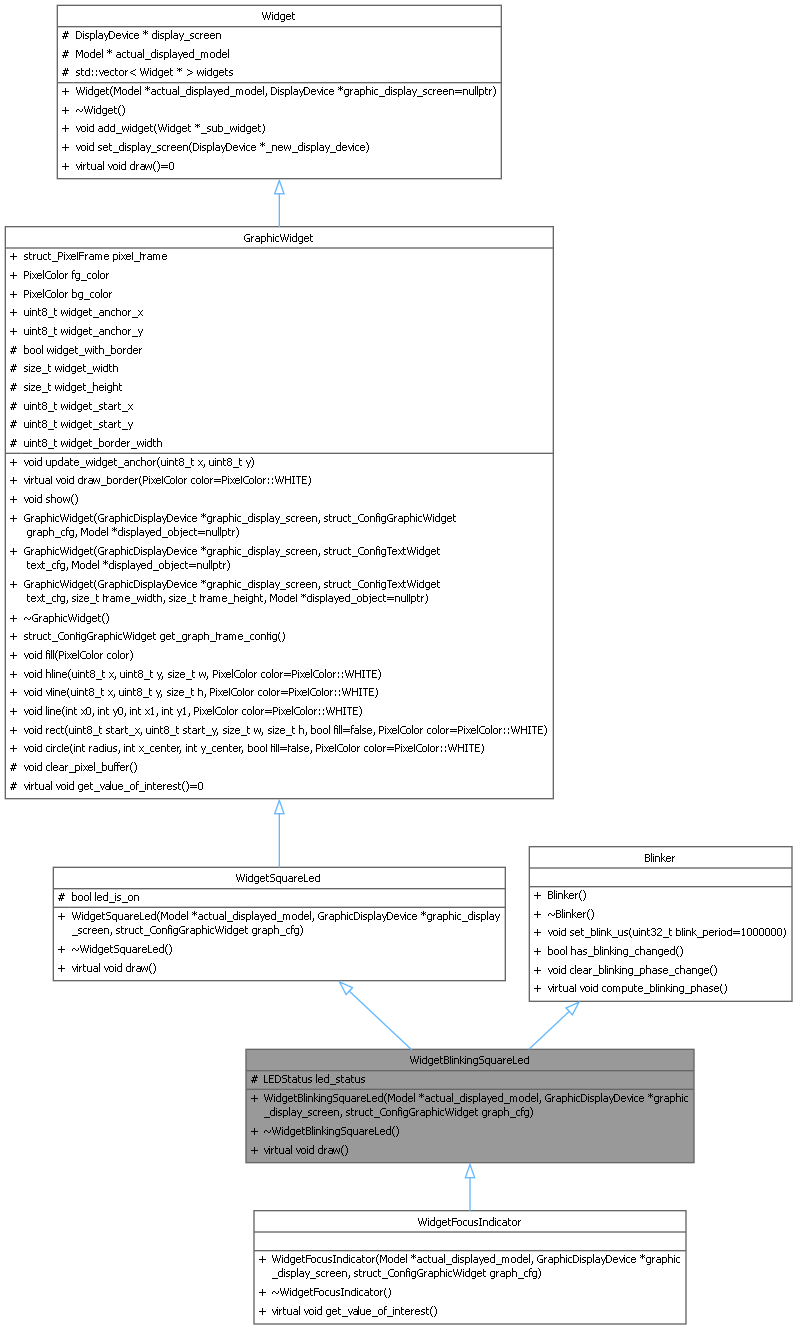 Widget
# DisplayDevice * display_screen
# Model * actual_displayed_model
# std::vector< Widget * > widgets
+ Widget(Model *actual_displayed_model, DisplayDevice *graphic_display_screen=nullptr)
+ ~Widget()
+ void add_widget(Widget *_sub_widget)
+ void set_display_screen(DisplayDevice *_new_display_device)
+ virtual void draw()=0
GraphicWidget
+ struct_PixelFrame pixel_frame
+ PixelColor fg_color
+ PixelColor bg_color
+ uint8_t widget_anchor_x
+ uint8_t widget_anchor_y
# bool widget_with_border
# size_t widget_width
# size_t widget_height
# uint8_t widget_start_x
# uint8_t widget_start_y
# uint8_t widget_border_width
+ void update_widget_anchor(uint8_t x, uint8_t y)
+ virtual void draw_border(PixelColor color=PixelColor::WHITE)
+ void show()
+ GraphicWidget(GraphicDisplayDevice *graphic_display_screen, struct_ConfigGraphicWidget
graph_cfg, Model *displayed_object=nullptr)
+ GraphicWidget(GraphicDisplayDevice *graphic_display_screen, struct_ConfigTextWidget
text_cfg, Model *displayed_object=nullptr)
+ GraphicWidget(GraphicDisplayDevice *graphic_display_screen, struct_ConfigTextWidget
text_cfg, size_t frame_width, size_t frame_height, Model *displayed_object=nullptr)
+ ~GraphicWidget()
+ struct_ConfigGraphicWidget get_graph_frame_config()
+ void fill(PixelColor color)
+ void hline(uint8_t x, uint8_t y, size_t w, PixelColor color=PixelColor::WHITE)
+ void vline(uint8_t x, uint8_t y, size_t h, PixelColor color=PixelColor::WHITE)
+ void line(int x0, int y0, int x1, int y1, PixelColor color=PixelColor::WHITE)
+ void rect(uint8_t start_x, uint8_t start_y, size_t w, size_t h, bool fill=false, PixelColor color=PixelColor::WHITE)
+ void circle(int radius, int x_center, int y_center, bool fill=false, PixelColor color=PixelColor::WHITE)
# void clear_pixel_buffer()
# virtual void get_value_of_interest()=0
WidgetSquareLed
# bool led_is_on
+ WidgetSquareLed(Model *actual_displayed_model, GraphicDisplayDevice *graphic_display
_screen, struct_ConfigGraphicWidget graph_cfg)
+ ~WidgetSquareLed()
+ virtual void draw()
Blinker
+ Blinker()
+ ~Blinker()
+ void set_blink_us(uint32_t blink_period=1000000)
+ bool has_blinking_changed()
+ void clear_blinking_phase_change()
+ virtual void compute_blinking_phase()
WidgetBlinkingSquareLed
# LEDStatus led_status
+ WidgetBlinkingSquareLed(Model *actual_displayed_model, GraphicDisplayDevice *graphic
_display_screen, struct_ConfigGraphicWidget graph_cfg)
+ ~WidgetBlinkingSquareLed()
+ virtual void draw()
WidgetFocusIndicator
+ WidgetFocusIndicator(Model *actual_displayed_model, GraphicDisplayDevice *graphic
_display_screen, struct_ConfigGraphicWidget graph_cfg)
+ ~WidgetFocusIndicator()
+ virtual void get_value_of_interest()